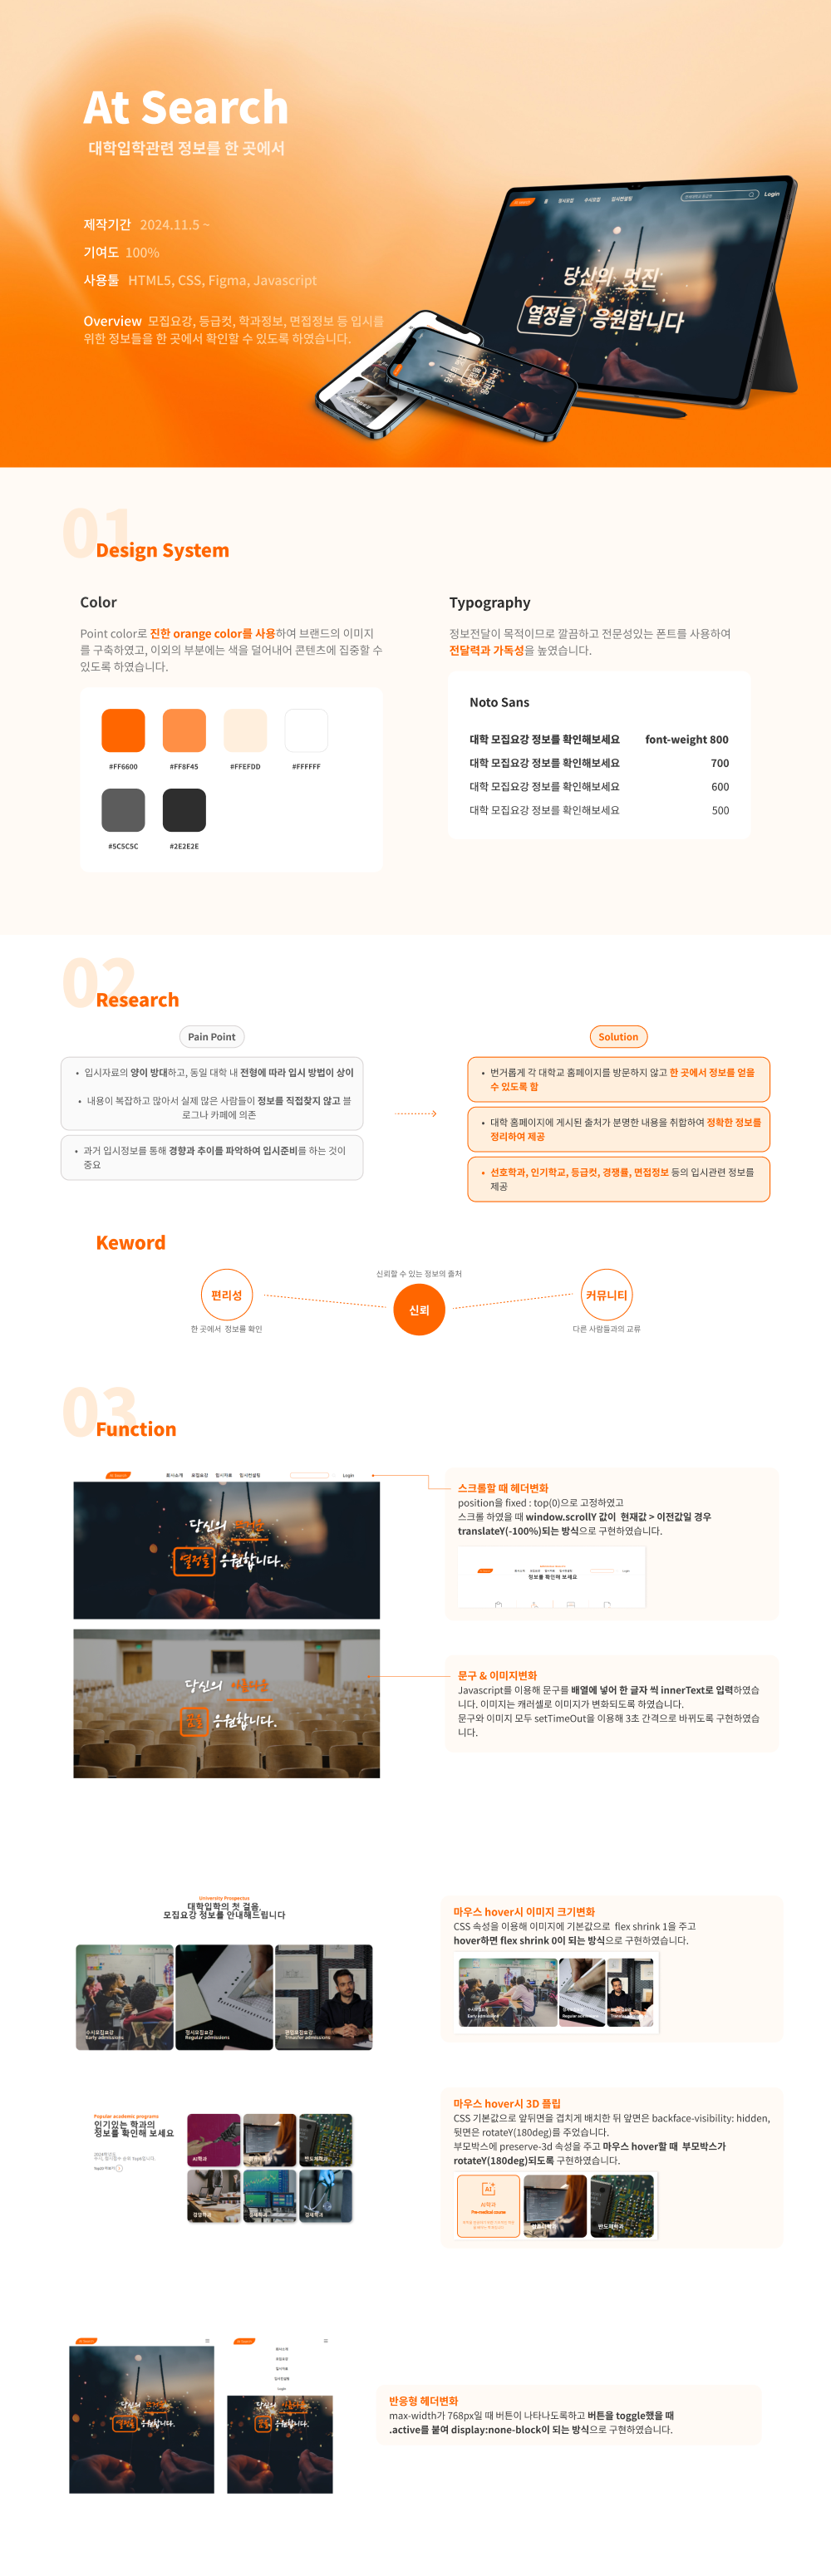 At Search
대학입학관련 정보를 한 곳에서
제작기간 2024.11.5 ~
기여도 100%
사용툴 HTML5, CSS, Figma, Javascript
Overview 모집요강, 등급컷, 학과정보, 면접정보 등 입시를
위한 정보들을 한 곳에서 확인할 수 있도록 하였습니다.
Login
당신의 멋진
열정을 응원합니다
01
Design System
Color
Point color로 진한 orange color를 사용하여 브랜드의 이미지
를 구축하였고, 이외의 부분에는 색을 덜어내어 콘텐츠에 집중할 수
있도록 하였습니다.
#FF6600 #FF8F45 #FFEFDD #FFFFFF
#5C5C5C #2E2E2E
Typography
정보전달이 목적이므로 깔끔하고 전문성있는 폰트를 사용하여
전달력과 가독성을 높였습니다.
Noto Sans
대학 모집요강 정보를 확인해보세요 font-weight 800
대학 모집요강 정보를 확인해보세요 700
대학 모집요강 정보를 확인해보세요 600
대학 모집요강 정보를 확인해보세요 500
02
Research
Pain Point
• 입시자료의 양이 방대하고, 동일 대학 내 전형에 따라 입시 방법이 상이
• 내용이 복잡하고 많아서 실제 많은 사람들이 정보를 직접찾지 않고 블
로그나 카페에 의존
• 과거 입시정보를 통해 경향과 추이를 파악하여 입시준비를 하는 것이
중요
Solution
• 번거롭게 각 대학교 홈페이지를 방문하지 않고 한 곳에서 정보를 얻을
수 있도록 함
• 대학 홈페이지에 게시된 출처가 분명한 내용을 취합하여 정확한 정보를
정리하여 제공
• 선호학과, 인기학교, 등급컷, 경쟁률, 면접정보 등의 입시관련 정보를
제공
Keword
편리성
한 곳에서 정보를 확인
신뢰할 수 있는 정보의 출처
신뢰
커뮤니티
다른 사람들과의 교류
03
Function
회사소개 모집요강 입시자료 입시컨설팅 Login
당신의
열정을 응원합니다.
스크롤할 때 헤더변화
position을 fixed : top(0)으로 고정하였고
스크롤 하였을 때 window.scrollY 값이 현재값 > 이전값일 경우
translateY(-100%)되는 방식으로 구현하였습니다.
정보를 확인해 보세요
당신의 아름다운
응원합니다.
문구 & 이미지변화
Javascript를 이용해 문구를 배열에 넣어 한 글자 씩 innerText로 입력하였습
니다. 이미지는 캐러셀로 이미지가 변화되도록 하였습니다.
문구와 이미지 모두 setTimeOut을 이용해 3초 간격으로 바뀌도록 구현하였습
니다.
University Prospectus
대학입학의 첫 걸음,
모집요강 정보를 안내해드립니다
수시모집요강
Early admissions
정시모집요강
Regular admissions
편입모집요강
마우스 hover시 이미지 크기변화
CSS 속성을 이용해 이미지에 기본값으로 flex shrink 1을 주고
hover하면 flex shrink 0이 되는 방식으로 구현하였습니다.
Popular academic programs
인기있는 학과의
정보를 확인해 보세요
AI학과
반도체학과
마우스 hover시 3D 플립
CSS 기본값으로 앞뒤면을 겹치게 배치한 뒤 앞면은 backface-visibility: hidden,
뒷면은 rotateY(180deg)를 주었습니다.
부모박스에 preserve-3d 속성을 주고 마우스 hover할 때 부모박스가
rotateY(180deg)되도록 구현하였습니다.
AI
AI학과
Pre-medical course
반도체학과
회사소개
모집요강
입시자료
입시컨설팅
Login
당신의
응원합니다.
당신의
응원합니다.
반응형 헤더변화
max-width가 768px일 때 버튼이 나타나도록하고 버튼을 toggle했을 때
.active를 붙여 display:none-block이 되는 방식으로 구현하였습니다.